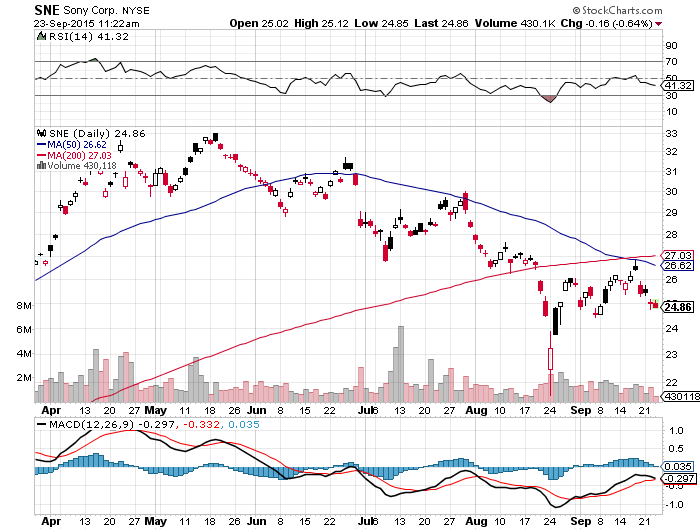 SNE Sony Corp. NYSE © StockCharts.com
23-Sep-2015 11:22am Open 25.02 High 25.12 Low 24.85 Last 24.86 Volume 430.1K Chg -0.16 (-0.64%)
RSI(14) 41.32
90
70
50
41.32
30
10
SNE (Daily) 24.86
MA(50) 26.62
MA(200) 27.03
Volume 430,118
33
32
31
30
29
28
27.03
26.62
26
25
24.86
24
23
22
8M
6M
4M
2M
430118
Apr 13 20 27 May 11 18 26 Jun 8 15 22 Jul 6 13 20 27 Aug 10 17 24 Sep 8 14 21
MACD(12,26,9) -0.297, -0.332, 0.035
1.0
0.5
0.035
-0.297
-0.5
-1.0
Apr 13 20 27 May 11 18 26 Jun 8 15 22 Jul 6 13 20 27 Aug 10 17 24 Sep 8 14 21